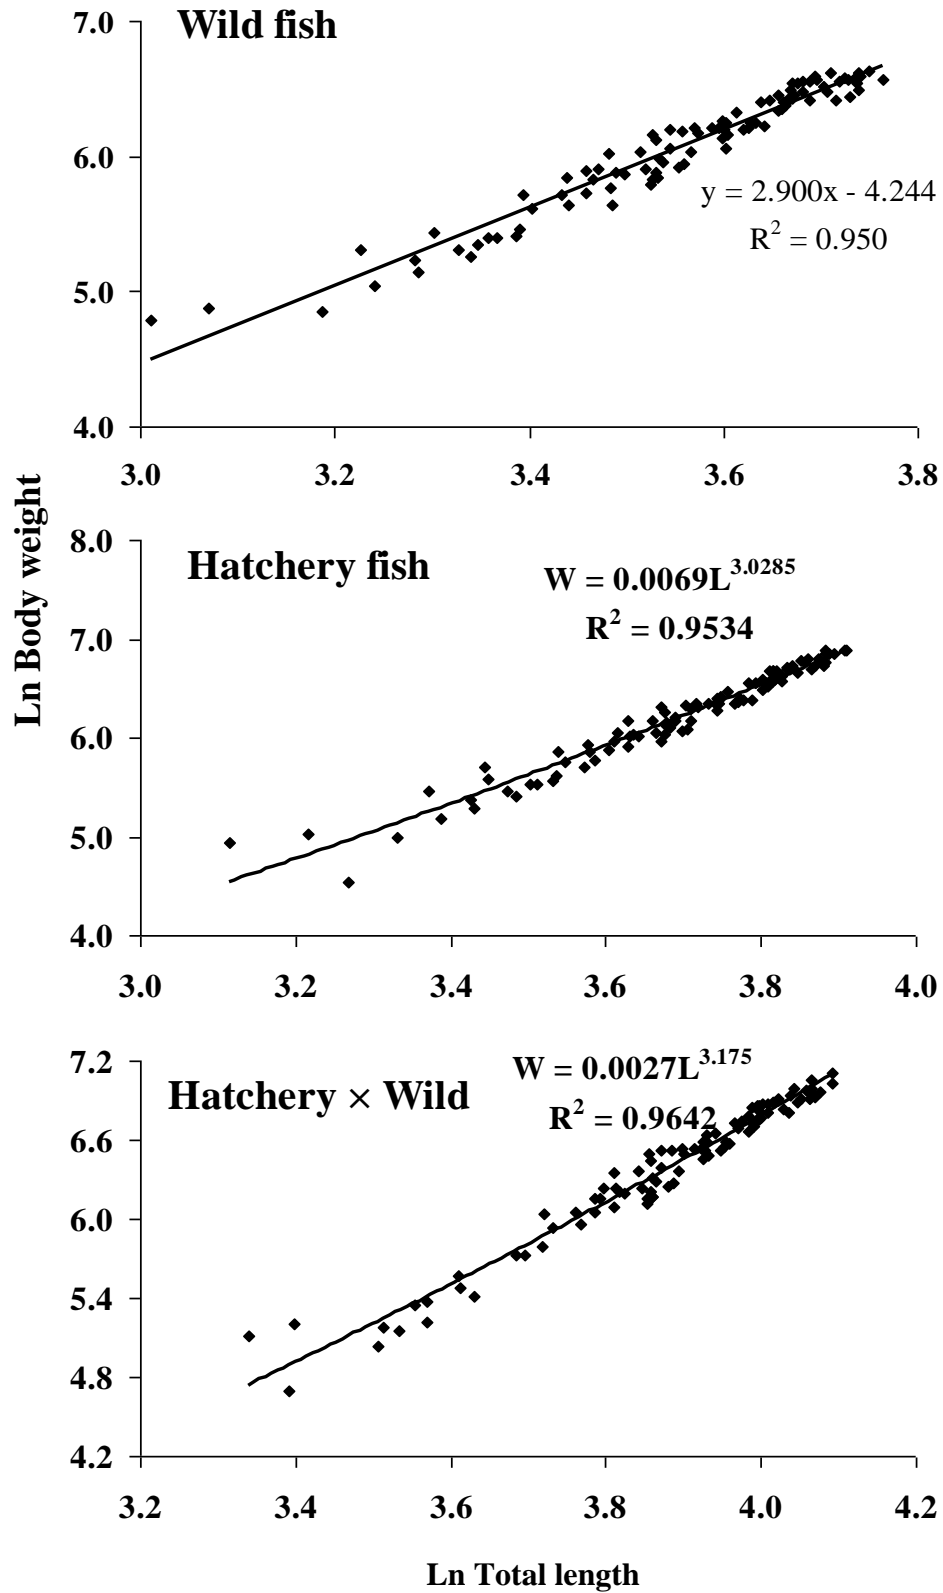 Wild fish
7.0
6.0
5.0
4.0
y = 2.900x - 4.244
R² = 0.950
3.0 3.2 3.4 3.6 3.8
Ln Body weight
Hatchery fish
8.0
7.0
6.0
5.0
4.0
W = 0.0069L^3.0285
R² = 0.9534
3.0 3.2 3.4 3.6 3.8 4.0
Hatchery × Wild
7.2
6.6
6.0
5.4
4.8
4.2
W = 0.0027L^3.175
R² = 0.9642
3.2 3.4 3.6 3.8 4.0 4.2
Ln Total length